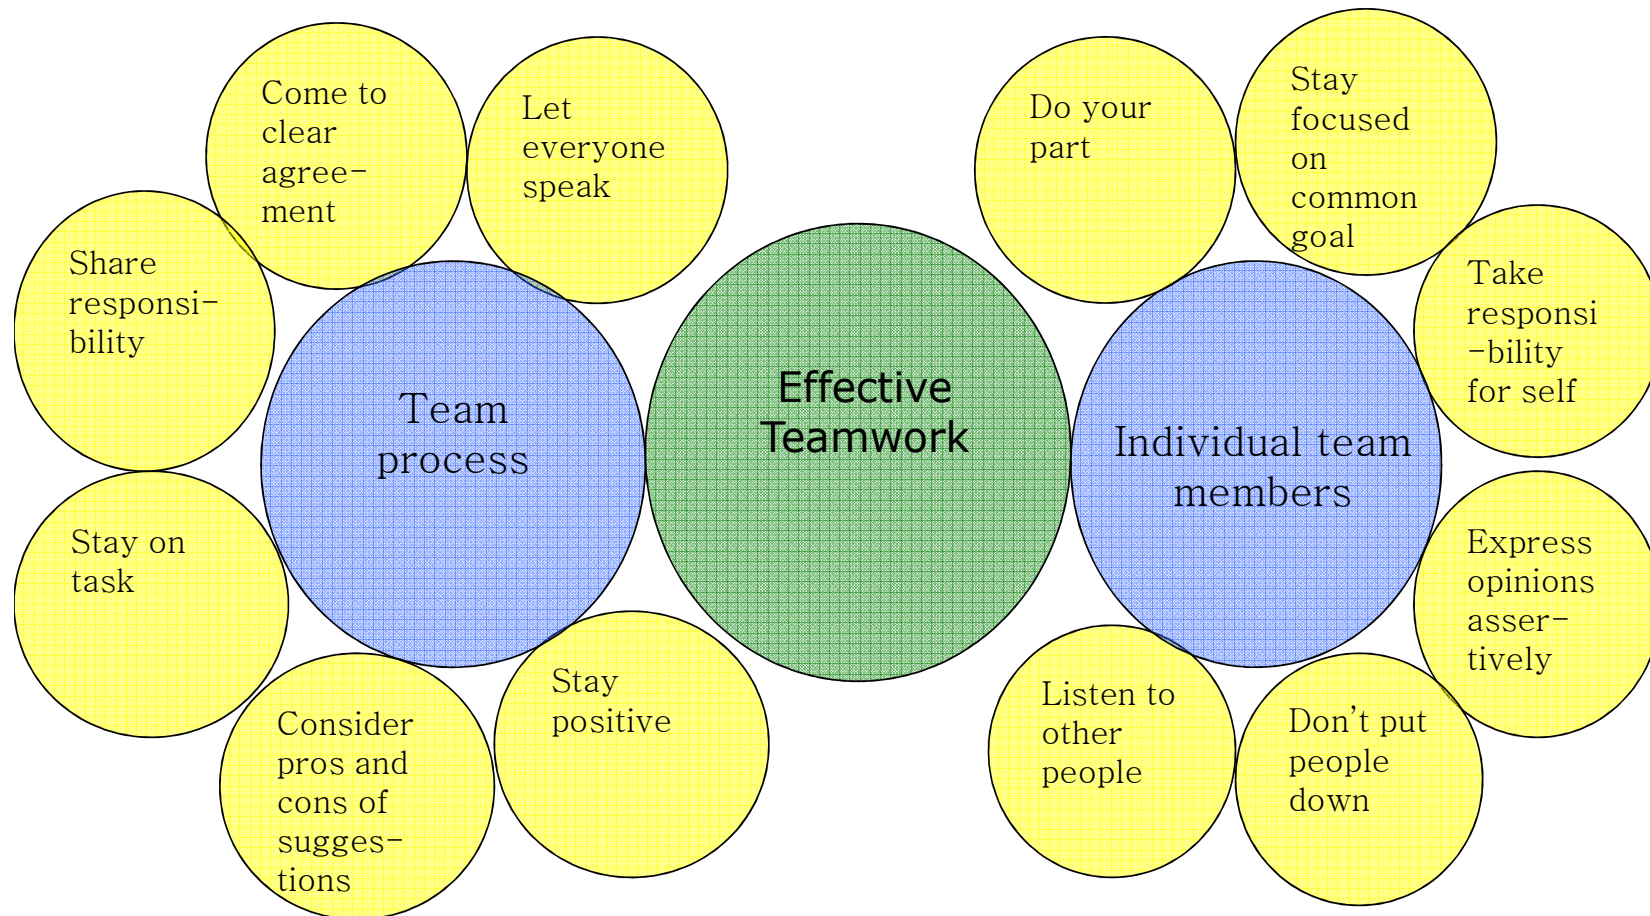 Come to
clear
agree-
ment
Let
everyone
speak
Share
responsi-
bility
Team
process
Stay on
task
Consider
pros and
cons of
sugges-
tions
Stay
positive
Effective
Teamwork
Do your
part
Stay
focused
on
common
goal
Take
responsi
-bility
for self
Individual team
members
Express
opinions
asser-
tively
Listen to
other
people
Don't put
people
down